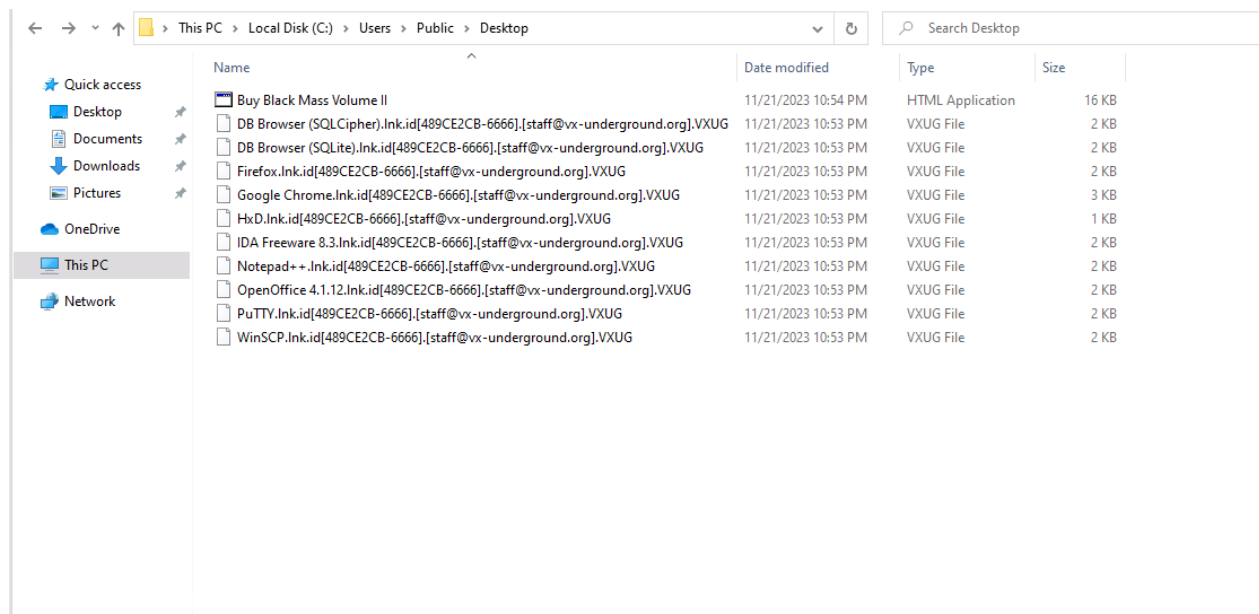 This PC > Local Disk (C:) > Users > Public > Desktop
Search Desktop
Name Date modified Type Size
Quick access
Desktop
Documents
Downloads
Pictures
OneDrive
This PC
Network
Buy Black Mass Volume II 11/21/2023 10:54 PM HTML Application 16 KB
DB Browser (SQLCipher).lnk.id[489CE2CB-6666].[staff@vx-underground.org].VXUG 11/21/2023 10:53 PM VXUG File 2 KB
DB Browser (SQLite).lnk.id[489CE2CB-6666].[staff@vx-underground.org].VXUG 11/21/2023 10:53 PM VXUG File 2 KB
Firefox.lnk.id[489CE2CB-6666].[staff@vx-underground.org].VXUG 11/21/2023 10:53 PM VXUG File 2 KB
Google Chrome.lnk.id[489CE2CB-6666].[staff@vx-underground.org].VXUG 11/21/2023 10:53 PM VXUG File 3 KB
HxD.lnk.id[489CE2CB-6666].[staff@vx-underground.org].VXUG 11/21/2023 10:53 PM VXUG File 1 KB
IDA Freeware 8.3.lnk.id[489CE2CB-6666].[staff@vx-underground.org].VXUG 11/21/2023 10:53 PM VXUG File 2 KB
Notepad++.lnk.id[489CE2CB-6666].[staff@vx-underground.org].VXUG 11/21/2023 10:53 PM VXUG File 2 KB
OpenOffice 4.1.12.lnk.id[489CE2CB-6666].[staff@vx-underground.org].VXUG 11/21/2023 10:53 PM VXUG File 2 KB
PuTTY.lnk.id[489CE2CB-6666].[staff@vx-underground.org].VXUG 11/21/2023 10:53 PM VXUG File 2 KB
WinSCP.lnk.id[489CE2CB-6666].[staff@vx-underground.org].VXUG 11/21/2023 10:53 PM VXUG File 2 KB